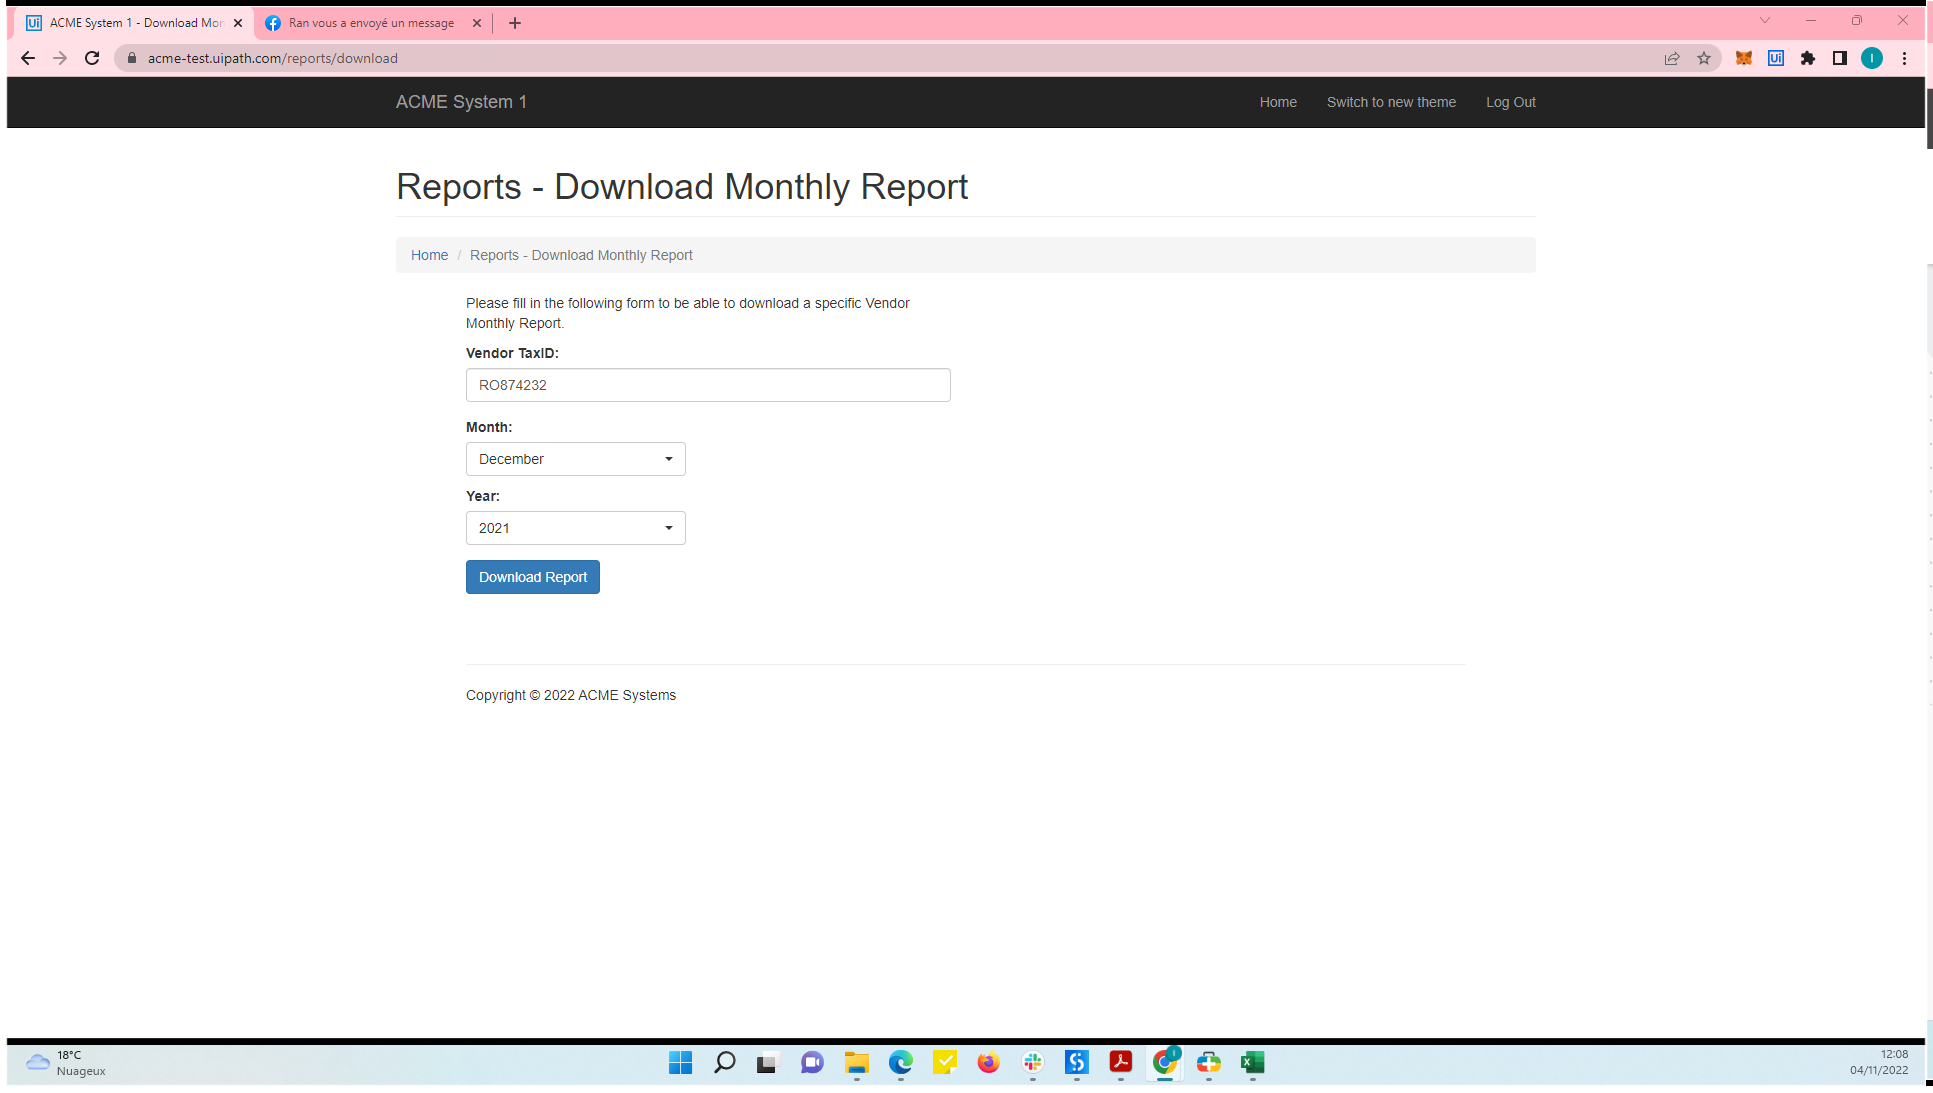 Ui ACME System 1 - Download Mon
Ran vous a envoyé un message
acme-test.uipath.com/reports/download
Ui
I
ACME System 1
Home
Switch to new theme
Log Out
Reports - Download Monthly Report
Home / Reports - Download Monthly Report
Please fill in the following form to be able to download a specific Vendor
Monthly Report.
Vendor TaxID:
RO874232
Month:
December
Year:
2021
Download Report
Copyright © 2022 ACME Systems
18°C
Nuageux
12:08
04/11/2022